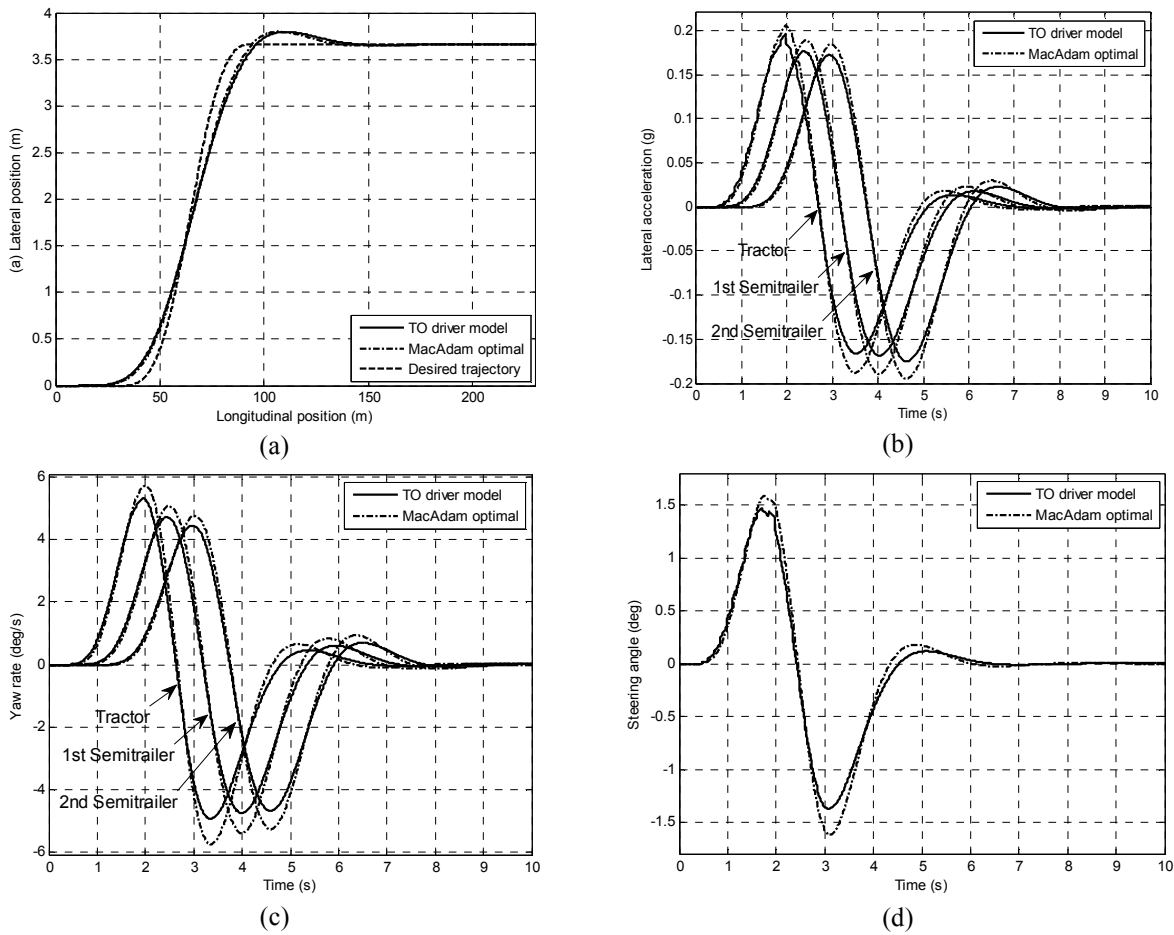 (a)
4
3.5
3
2.5
2
1.5
1
0.5
0
(a) Lateral position (m)
TO driver model
MacAdam optimal
Desired trajectory
0 50 100 150 200
Longitudinal position (m)
(a)
0.2
0.15
0.1
0.05
0
-0.05
-0.1
-0.15
-0.2
Lateral acceleration (g)
TO driver model
MacAdam optimal
Tractor
1st Semitrailer
2nd Semitrailer
0 1 2 3 4 5 6 7 8 9 10
Time (s)
(b)
6
4
2
0
-2
-4
-6
Yaw rate (deg/s)
TO driver model
MacAdam optimal
Tractor
1st Semitrailer
2nd Semitrailer
0 1 2 3 4 5 6 7 8 9 10
Time (s)
(c)
1.5
1
0.5
0
-0.5
-1
-1.5
Steering angle (deg)
TO driver model
MacAdam optimal
0 1 2 3 4 5 6 7 8 9 10
Time (s)
(d)